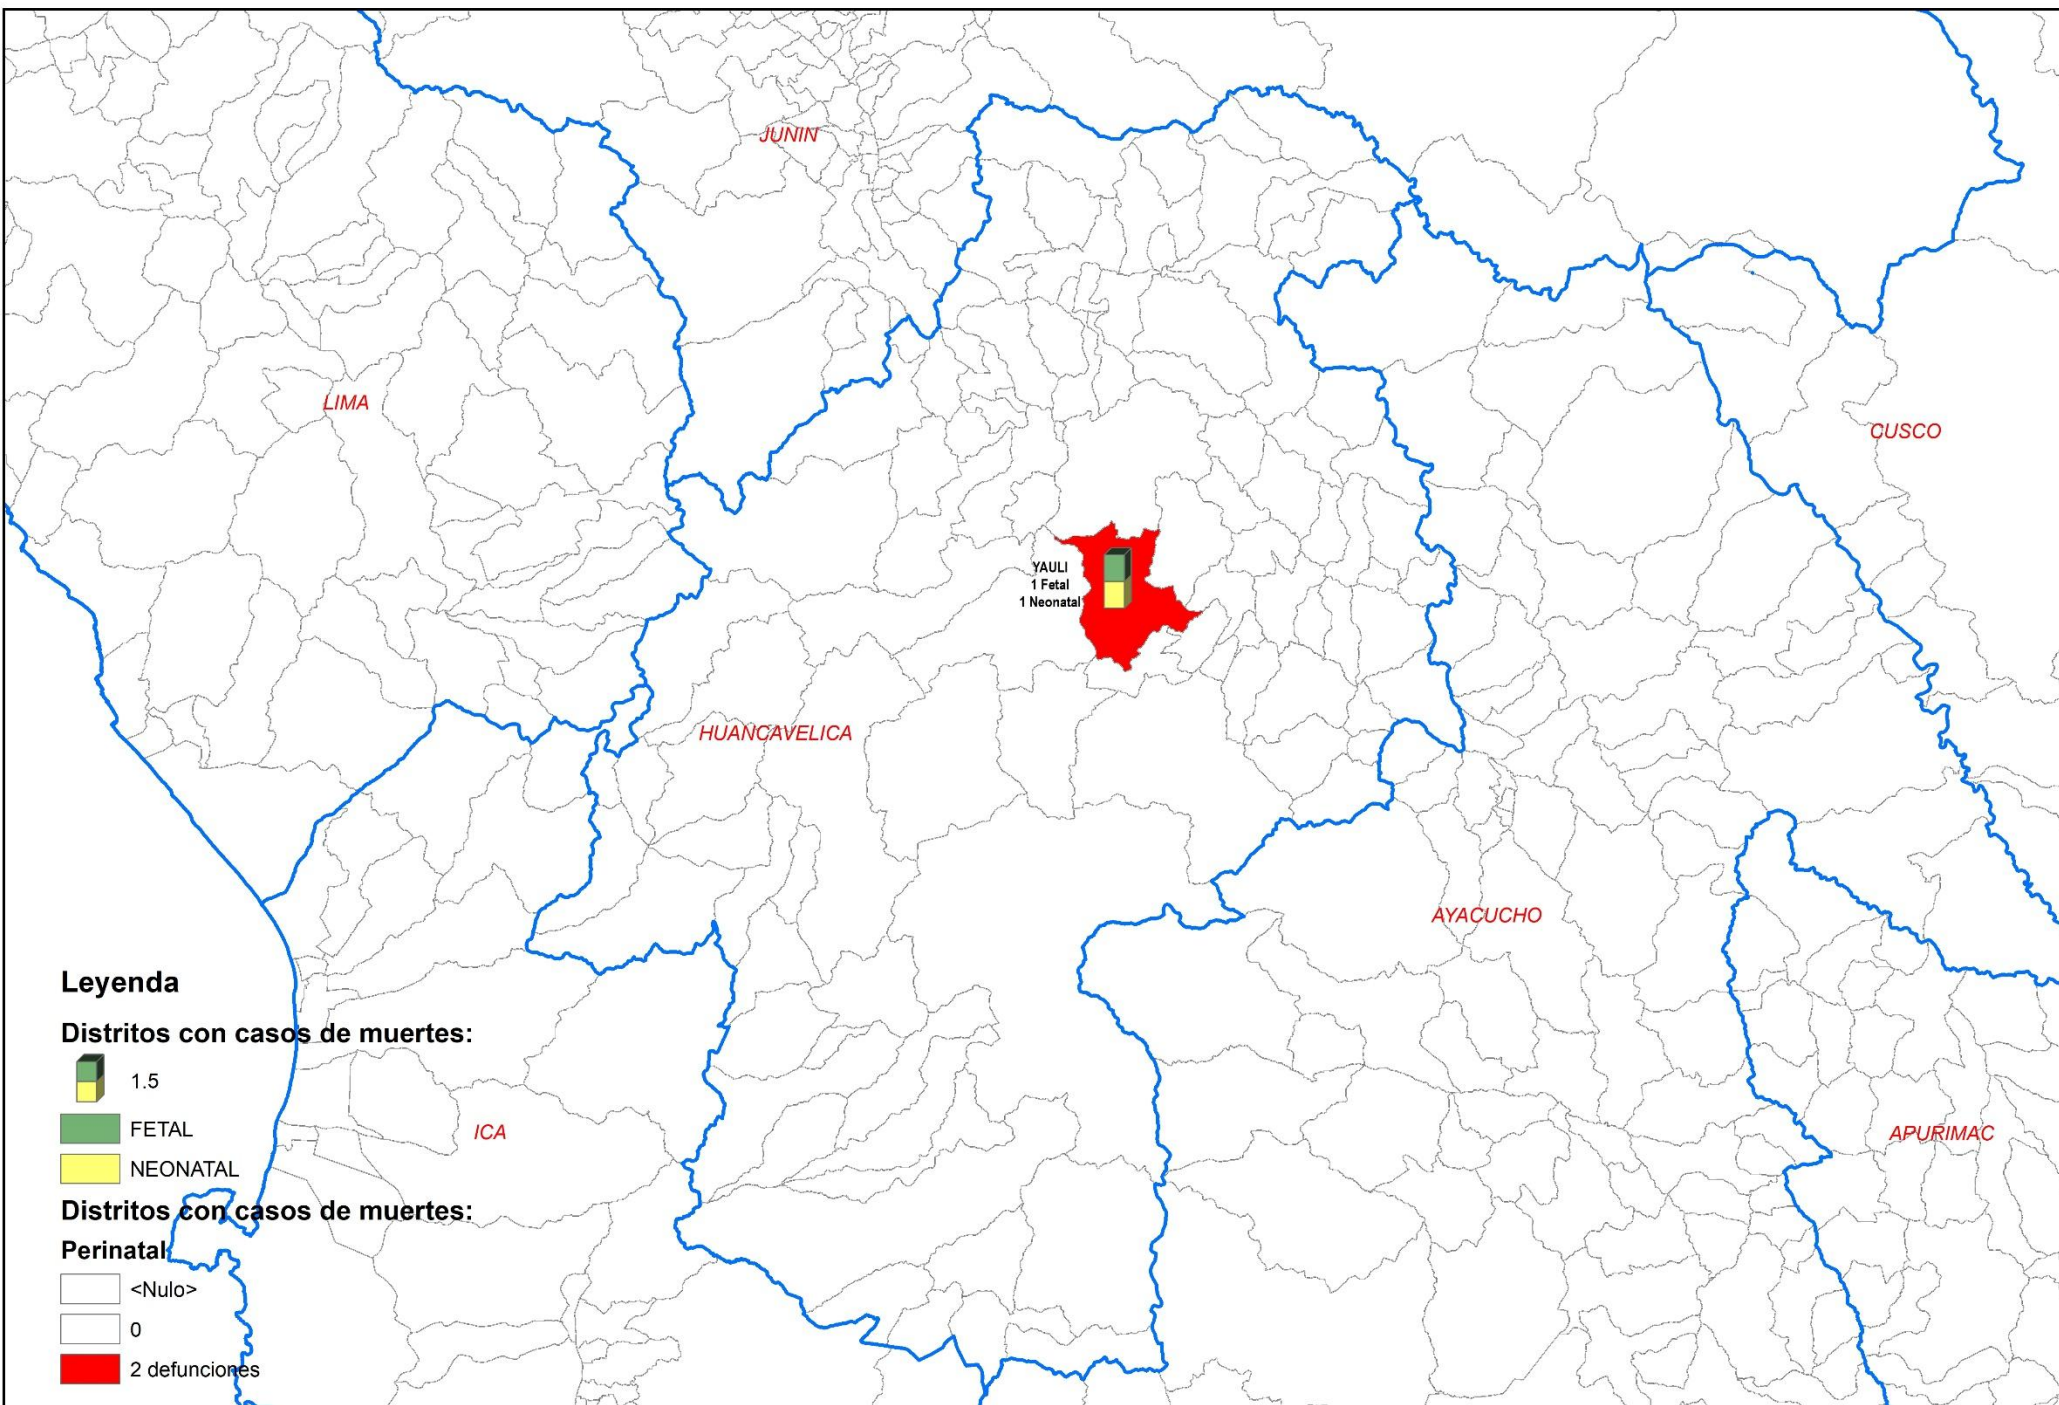 JUNIN
LIMA
CUSCO
YAULI
1 Fetal
1 Neonatal
HUANCAVELICA
AYACUCHO
ICA
APURIMAC
Leyenda
Distritos con casos de muertes:
1.5
FETAL
NEONATAL
Distritos con casos de muertes:
Perinatal
<Nulo>
0
2 defunciones